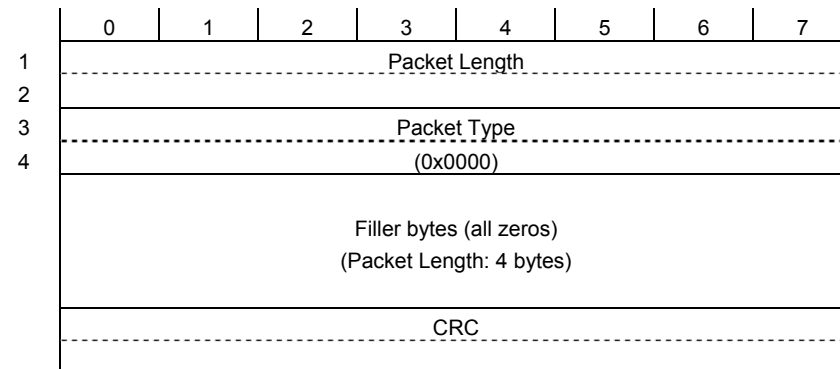 0 1 2 3 4 5 6 7
1 Packet Length
2
3 Packet Type
4 (0x0000)
Filler bytes (all zeros)
(Packet Length: 4 bytes)
CRC